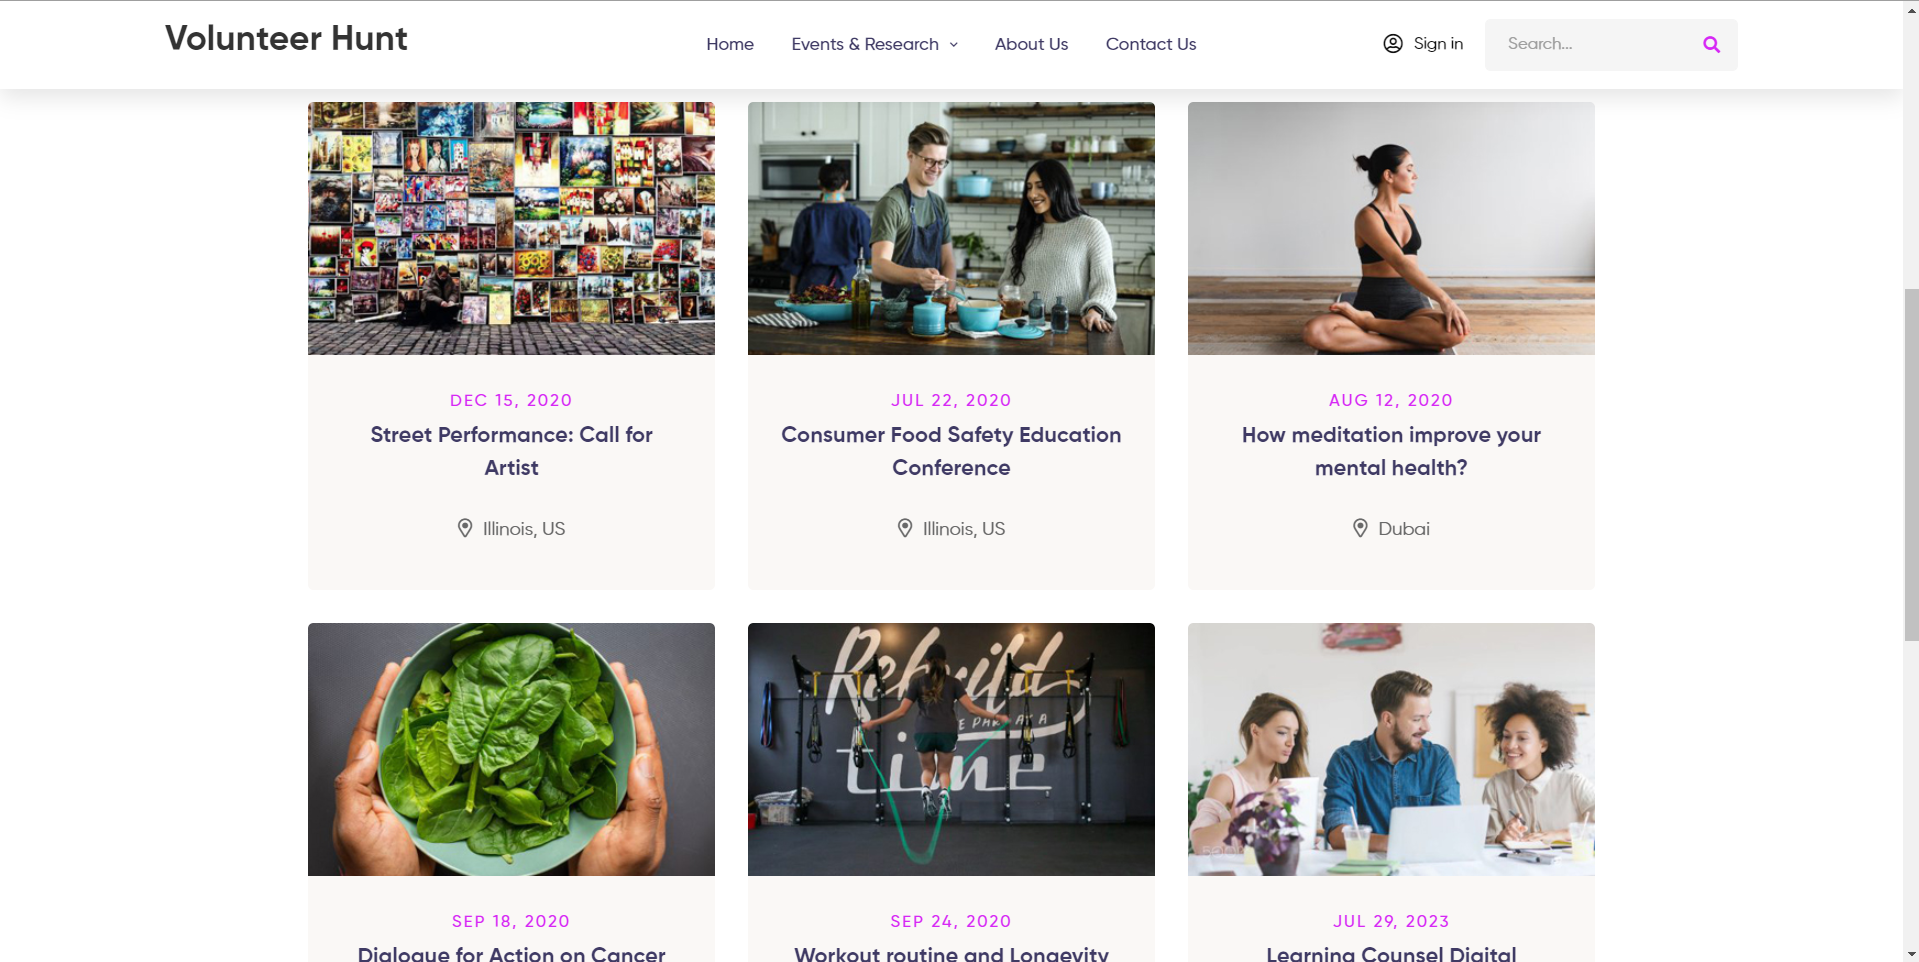 Volunteer Hunt
Home
Events & Research
About Us
Contact Us
Sign in
Search...
DEC 15, 2020
Street Performance: Call for
Artist
Illinois, US
JUL 22, 2020
Consumer Food Safety Education
Conference
Illinois, US
AUG 12, 2020
How meditation improve your
mental health?
Dubai
Rebuild
E PART AT A
time
SEP 18, 2020
Dialogue for Action on Cancer
SEP 24, 2020
Workout routine and Longevity
JUL 29, 2023
Learning Counsel Digital